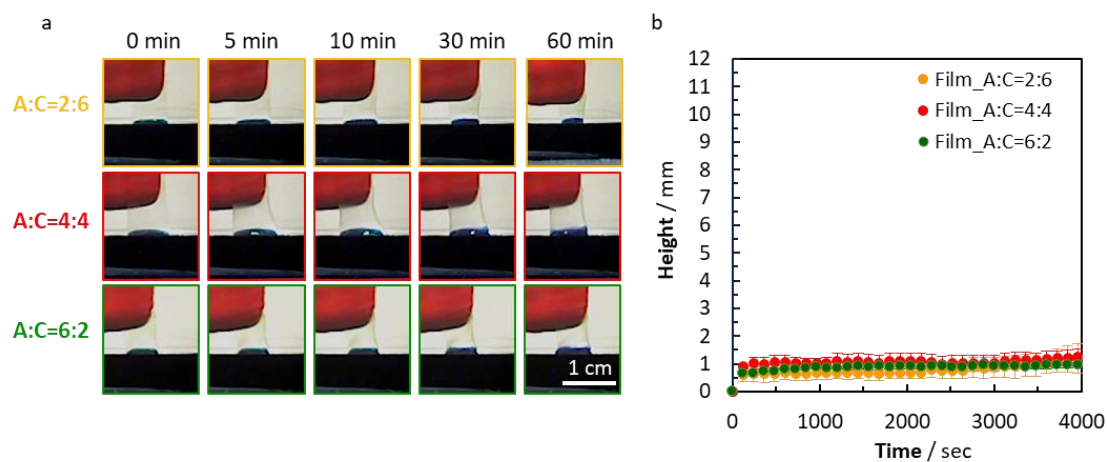 a
0 min 5 min 10 min 30 min 60 min
A:C=2:6
A:C=4:4
A:C=6:2
1 cm
b
12
11
10
9
8
7
6
5
4
3
2
1
0
Height / mm
Film_A:C=2:6
Film_A:C=4:4
Film_A:C=6:2
0 1000 2000 3000 4000
Time / sec